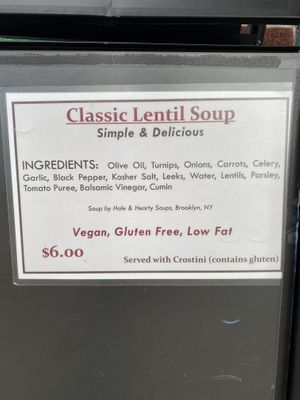 Classic Lentil Soup
Simple & Delicious
INGREDIENTS: Olive Oil, Turnips, Onions, Carrots, Celery,
Garlic, Black Pepper, Kosher Salt, Leeks, Water, Lentils, Parsley,
Tomato Puree, Balsamic Vinegar, Cumin
Soup by Hale & Hearty Soups, Brooklyn, NY
Vegan, Gluten Free, Low Fat
$6.00 Served with Crostini (contains gluten)